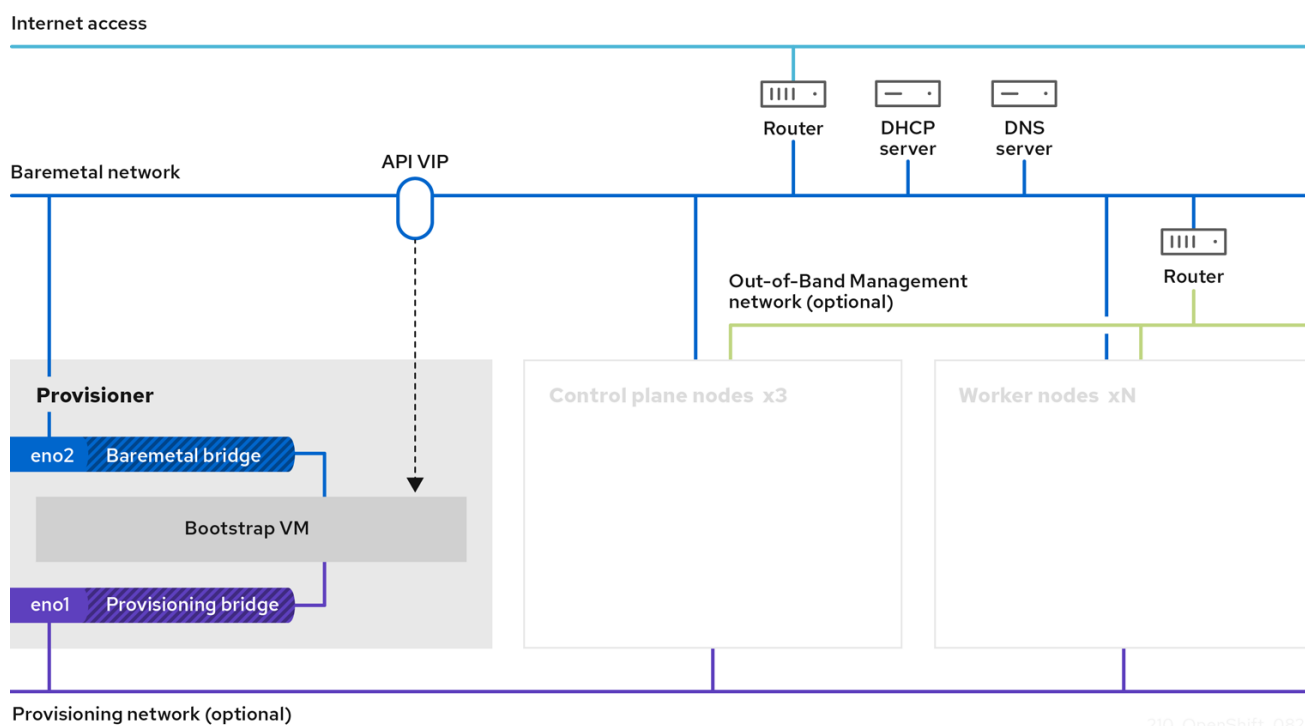 Internet access
Router
DHCP
server
DNS
server
API VIP
Baremetal network
Router
Out-of-Band Management
network (optional)
Provisioner
Control plane nodes x3
Worker nodes xN
eno2
Baremetal bridge
Bootstrap VM
eno1
Provisioning bridge
Provisioning network (optional)
210_OpenShift_082